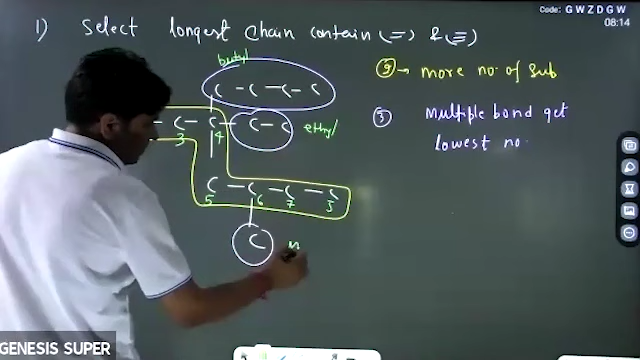 Code: GWZDGW
08:14
1) Select longest chain contain (=) & (≡)
butyl
② → more no. of sub
C – C – C – C
③ Multiple bond get
– C – C – C – C ethyl
3 4
lowest no.
C – C – C – C
5 6 7 8
C m
GENESIS SUPER